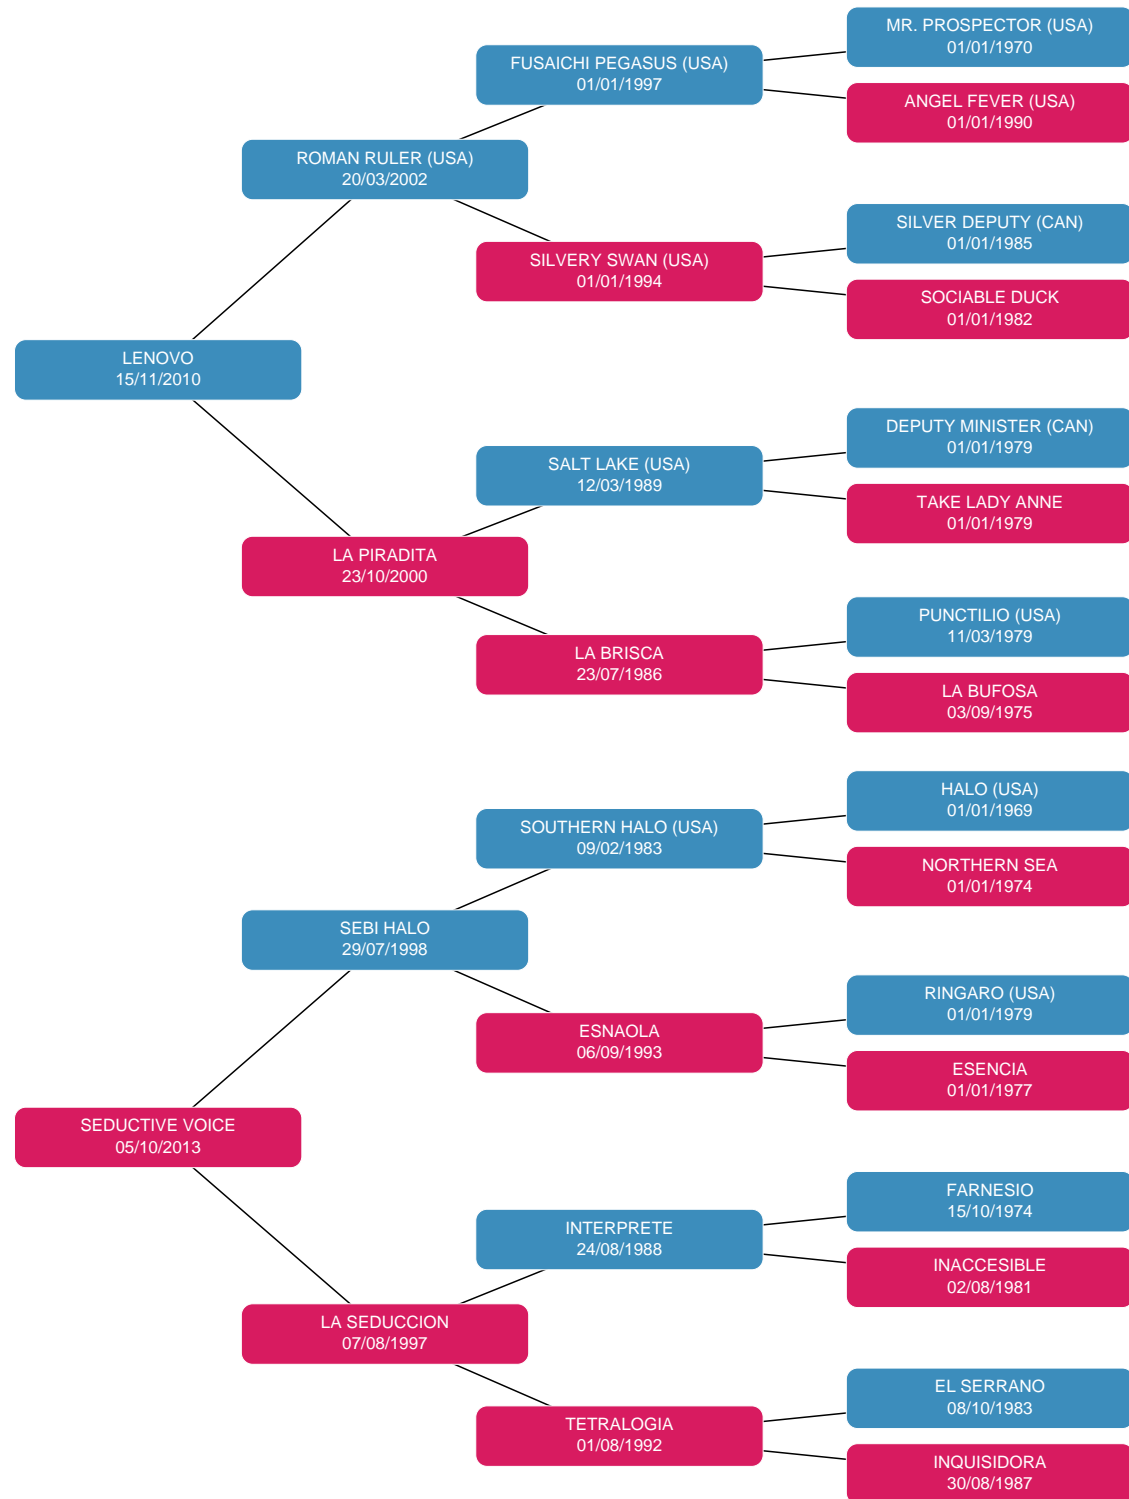 MR. PROSPECTOR (USA)
01/01/1970
FUSAICHI PEGASUS (USA)
01/01/1997
ANGEL FEVER (USA)
01/01/1990
ROMAN RULER (USA)
20/03/2002
SILVER DEPUTY (CAN)
01/01/1985
SILVERY SWAN (USA)
01/01/1994
SOCIABLE DUCK
01/01/1982
LENOVO
15/11/2010
DEPUTY MINISTER (CAN)
01/01/1979
SALT LAKE (USA)
12/03/1989
TAKE LADY ANNE
01/01/1979
LA PIRADITA
23/10/2000
PUNCTILIO (USA)
11/03/1979
LA BRISCA
23/07/1986
LA BUFOSA
03/09/1975
HALO (USA)
01/01/1969
SOUTHERN HALO (USA)
09/02/1983
NORTHERN SEA
01/01/1974
SEBI HALO
29/07/1998
RINGARO (USA)
01/01/1979
ESNAOLA
06/09/1993
ESENCIA
01/01/1977
SEDUCTIVE VOICE
05/10/2013
FARNESIO
15/10/1974
INTERPRETE
24/08/1988
INACCESIBLE
02/08/1981
LA SEDUCCION
07/08/1997
EL SERRANO
08/10/1983
TETRALOGIA
01/08/1992
INQUISIDORA
30/08/1987